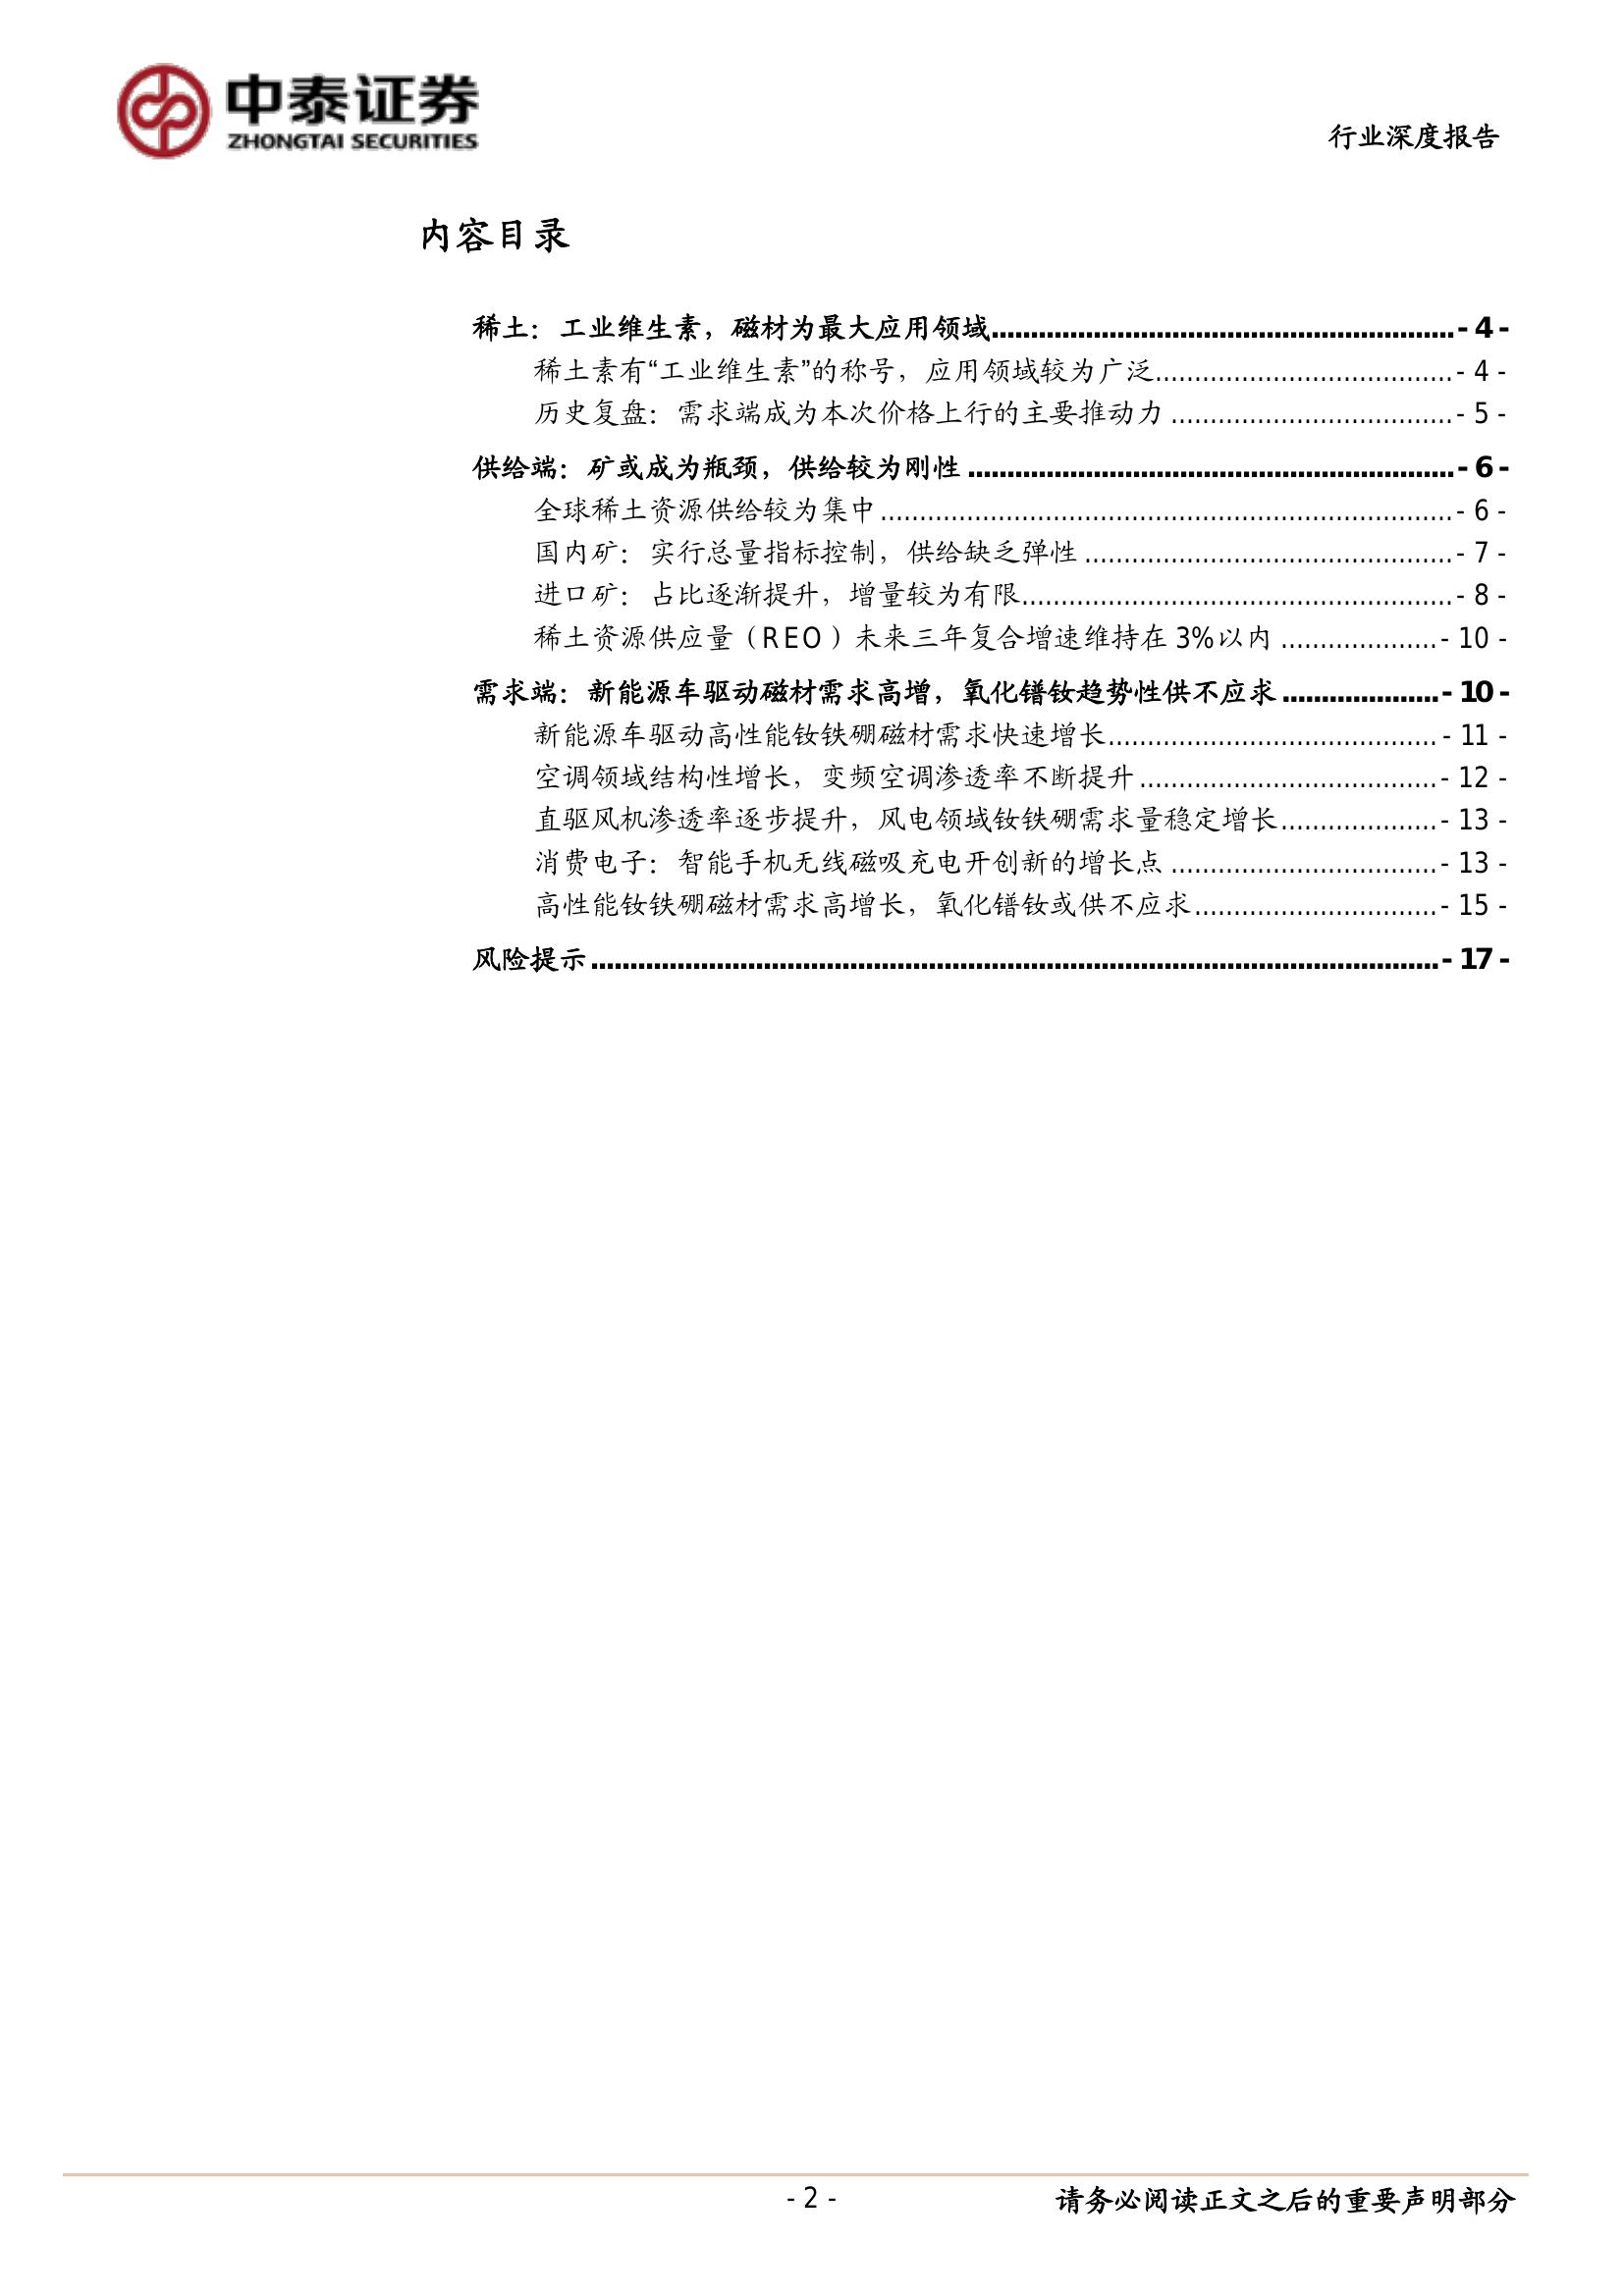 中泰证券
ZHONGTAI SECURITIES
行业深度报告
内容目录
稀土：工业维生素，磁材为最大应用领域............................................................- 4 -
稀土素有“工业维生素”的称号，应用领域较为广泛......................................- 4 -
历史复盘：需求端成为本次价格上行的主要推动力 ....................................- 5 -
供给端：矿或成为瓶颈，供给较为刚性 ...............................................................- 6 -
全球稀土资源供给较为集中 .........................................................................- 6 -
国内矿：实行总量指标控制，供给缺乏弹性 ...............................................- 7 -
进口矿：占比逐渐提升，增量较为有限.......................................................- 8 -
稀土资源供应量（REO）未来三年复合增速维持在 3%以内 ....................- 10 -
需求端：新能源车驱动磁材需求高增，氧化镨钕趋势性供不应求 ....................- 10 -
新能源车驱动高性能钕铁硼磁材需求快速增长..........................................- 11 -
空调领域结构性增长，变频空调渗透率不断提升......................................- 12 -
直驱风机渗透率逐步提升，风电领域钕铁硼需求量稳定增长....................- 13 -
消费电子：智能手机无线磁吸充电开创新的增长点 ..................................- 13 -
高性能钕铁硼磁材需求高增长，氧化镨钕或供不应求...............................- 15 -
风险提示 .............................................................................................................- 17 -
- 2 -
请务必阅读正文之后的重要声明部分